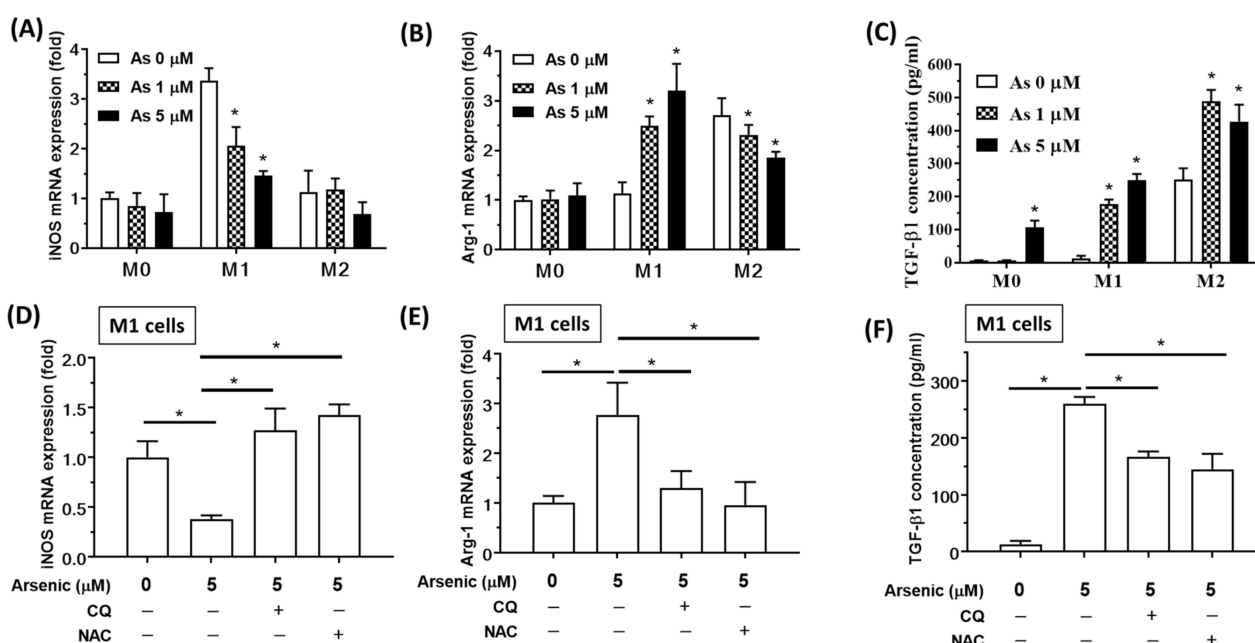 (A)
iNOS mRNA expression (fold)
4
3
2
1
0
As 0 μM
As 1 μM
As 5 μM
*
*
M0 M1 M2
(B)
Arg-1 mRNA expression (fold)
4
3
2
1
0
As 0 μM
As 1 μM
As 5 μM
*
*
*
*
M0 M1 M2
(C)
TGF-β1 concentration (pg/ml)
600
500
400
300
200
100
0
As 0 μM
As 1 μM
As 5 μM
*
*
*
*
*
M0 M1 M2
(D)
M1 cells
iNOS mRNA expression (fold)
2.0
1.5
1.0
0.5
0.0
*
*
*
Arsenic (μM) 0 5 5 5
CQ – – + –
NAC – – – +
(E)
M1 cells
Arg-1 mRNA expression (fold)
4
3
2
1
0
*
* *
Arsenic (μM) 0 5 5 5
CQ – – + –
NAC – – – +
(F)
M1 cells
TGF-β1 concentration (pg/ml)
300
150
0
*
* *
Arsenic (μM) 0 5 5 5
CQ – – + –
NAC – – – +